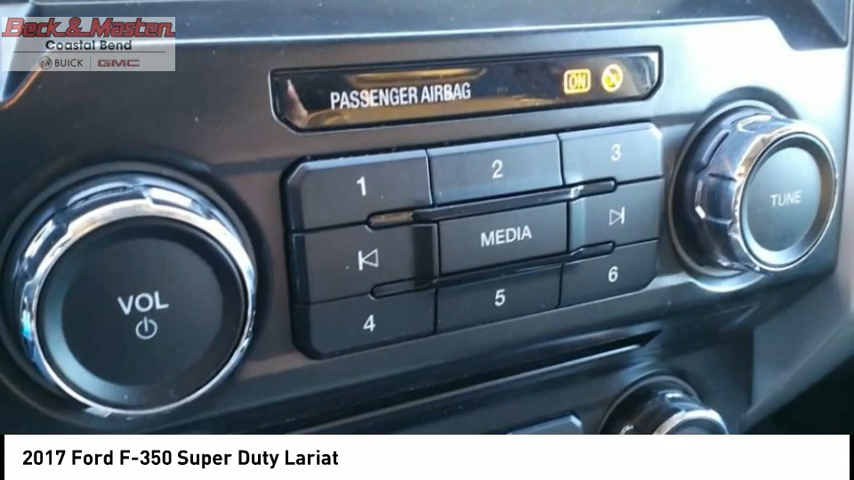 Beck & Masten
Coastal Bend
BUICK | GMC
PASSENGER AIRBAG ON
1 2 3
MEDIA
4 5 6
VOL
TUNE
2017 Ford F-350 Super Duty Lariat